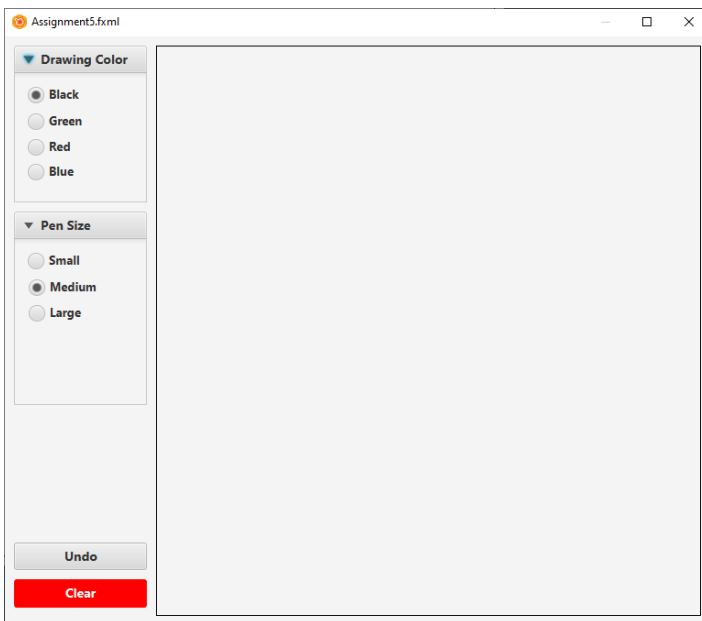 Assignment5.fxml
Drawing Color
Black
Green
Red
Blue
Pen Size
Small
Medium
Large
Undo
Clear